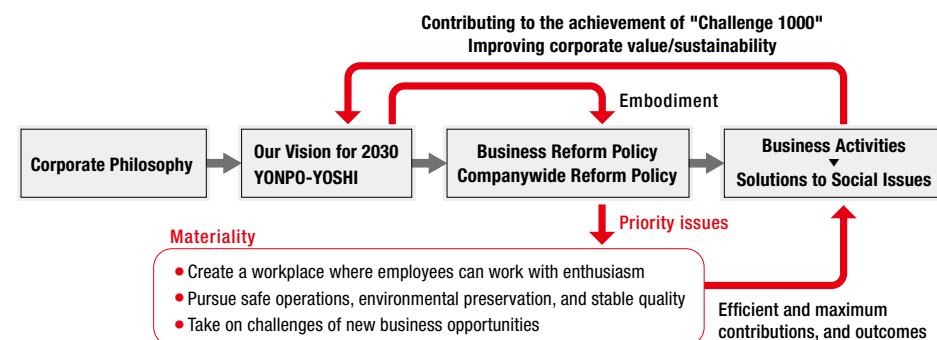 Contributing to the achievement of "Challenge 1000"
Improving corporate value/sustainability
Embodiment
Corporate Philosophy
Our Vision for 2030
YONPO-YOSHI
Business Reform Policy
Companywide Reform Policy
Business Activities
▼
Solutions to Social Issues
Priority issues
Materiality
● Create a workplace where employees can work with enthusiasm
● Pursue safe operations, environmental preservation, and stable quality
● Take on challenges of new business opportunities
Efficient and maximum
contributions, and outcomes